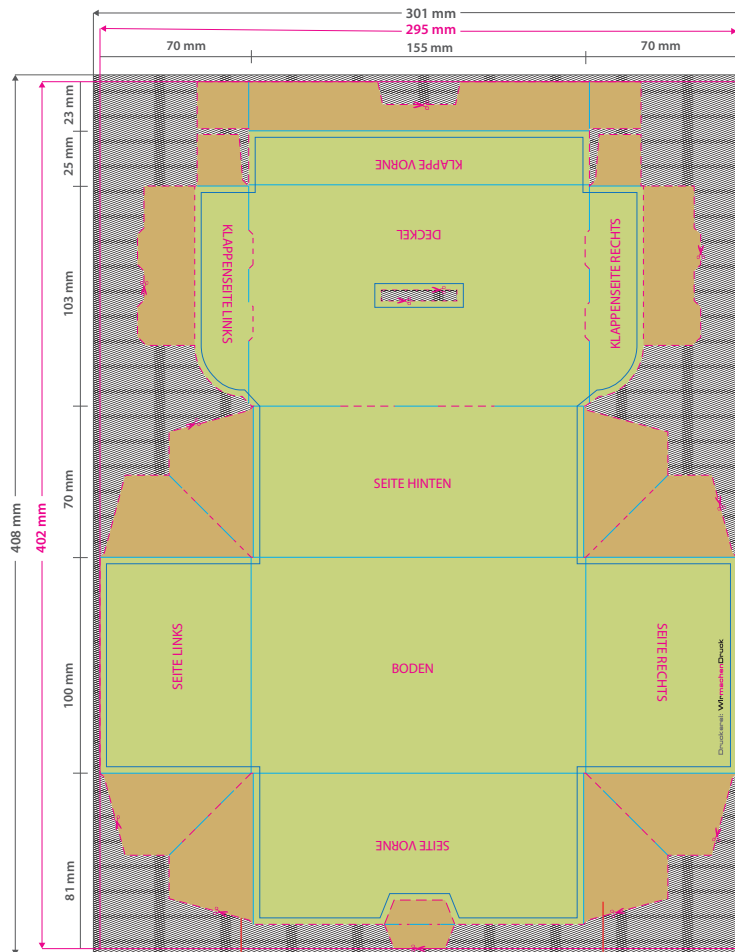 301 mm
295 mm
70 mm
155 mm
70 mm
23 mm
25 mm
103 mm
70 mm
100 mm
81 mm
408 mm
402 mm
KLAPPE VORNE
DECKEL
KLAPPENSEITE LINKS
KLAPPENSEITE RECHTS
SEITE HINTEN
SEITE LINKS
BODEN
SEITE RECHTS
Druckerei: WIRmachenDruck
SEITE VORNE